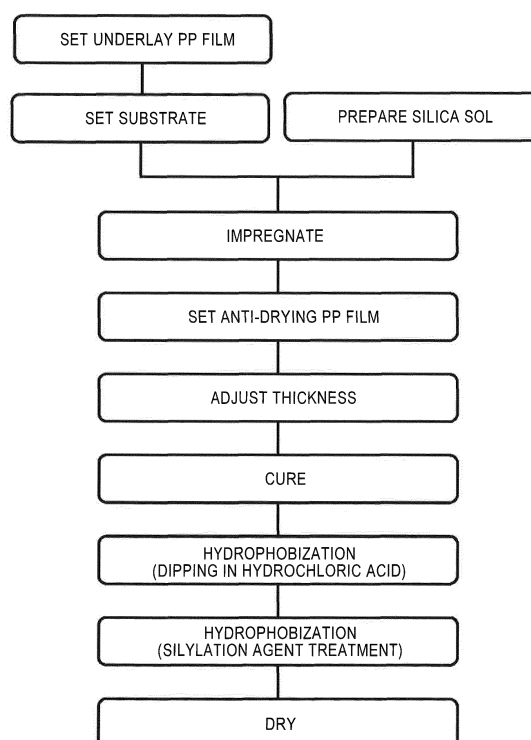 SET UNDERLAY PP FILM
SET SUBSTRATE
PREPARE SILICA SOL
IMPREGNATE
SET ANTI-DRYING PP FILM
ADJUST THICKNESS
CURE
HYDROPHOBIZATION
(DIPPING IN HYDROCHLORIC ACID)
HYDROPHOBIZATION
(SILYLATION AGENT TREATMENT)
DRY